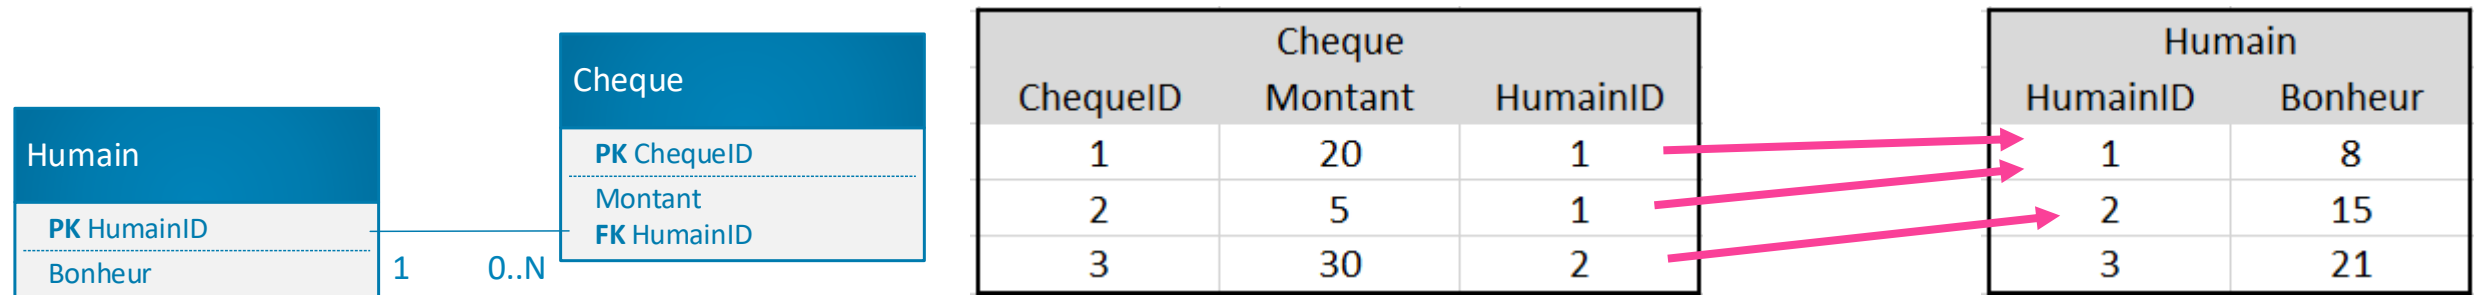 Humain
PK HumainID
Bonheur
1 0..N
Cheque
PK ChequeID
Montant
FK HumainID
Cheque
ChequeID Montant HumainID
1 20 1
2 5 1
3 30 2
Humain
HumainID Bonheur
1 8
2 15
3 21